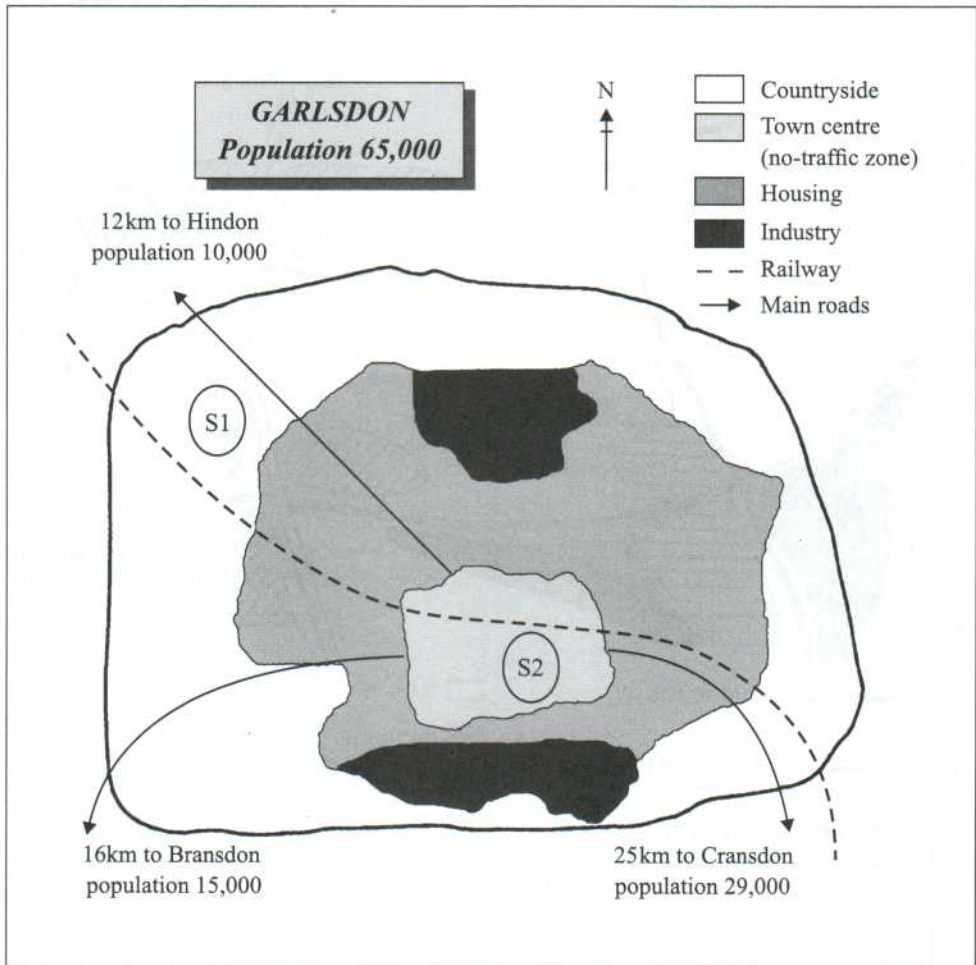 GARLSDON
Population 65,000
N
Countryside
Town centre
(no-traffic zone)
Housing
Industry
Railway
Main roads
12km to Hindon
population 10,000
S1
S2
16km to Bransdon
population 15,000
25km to Cransdon
population 29,000